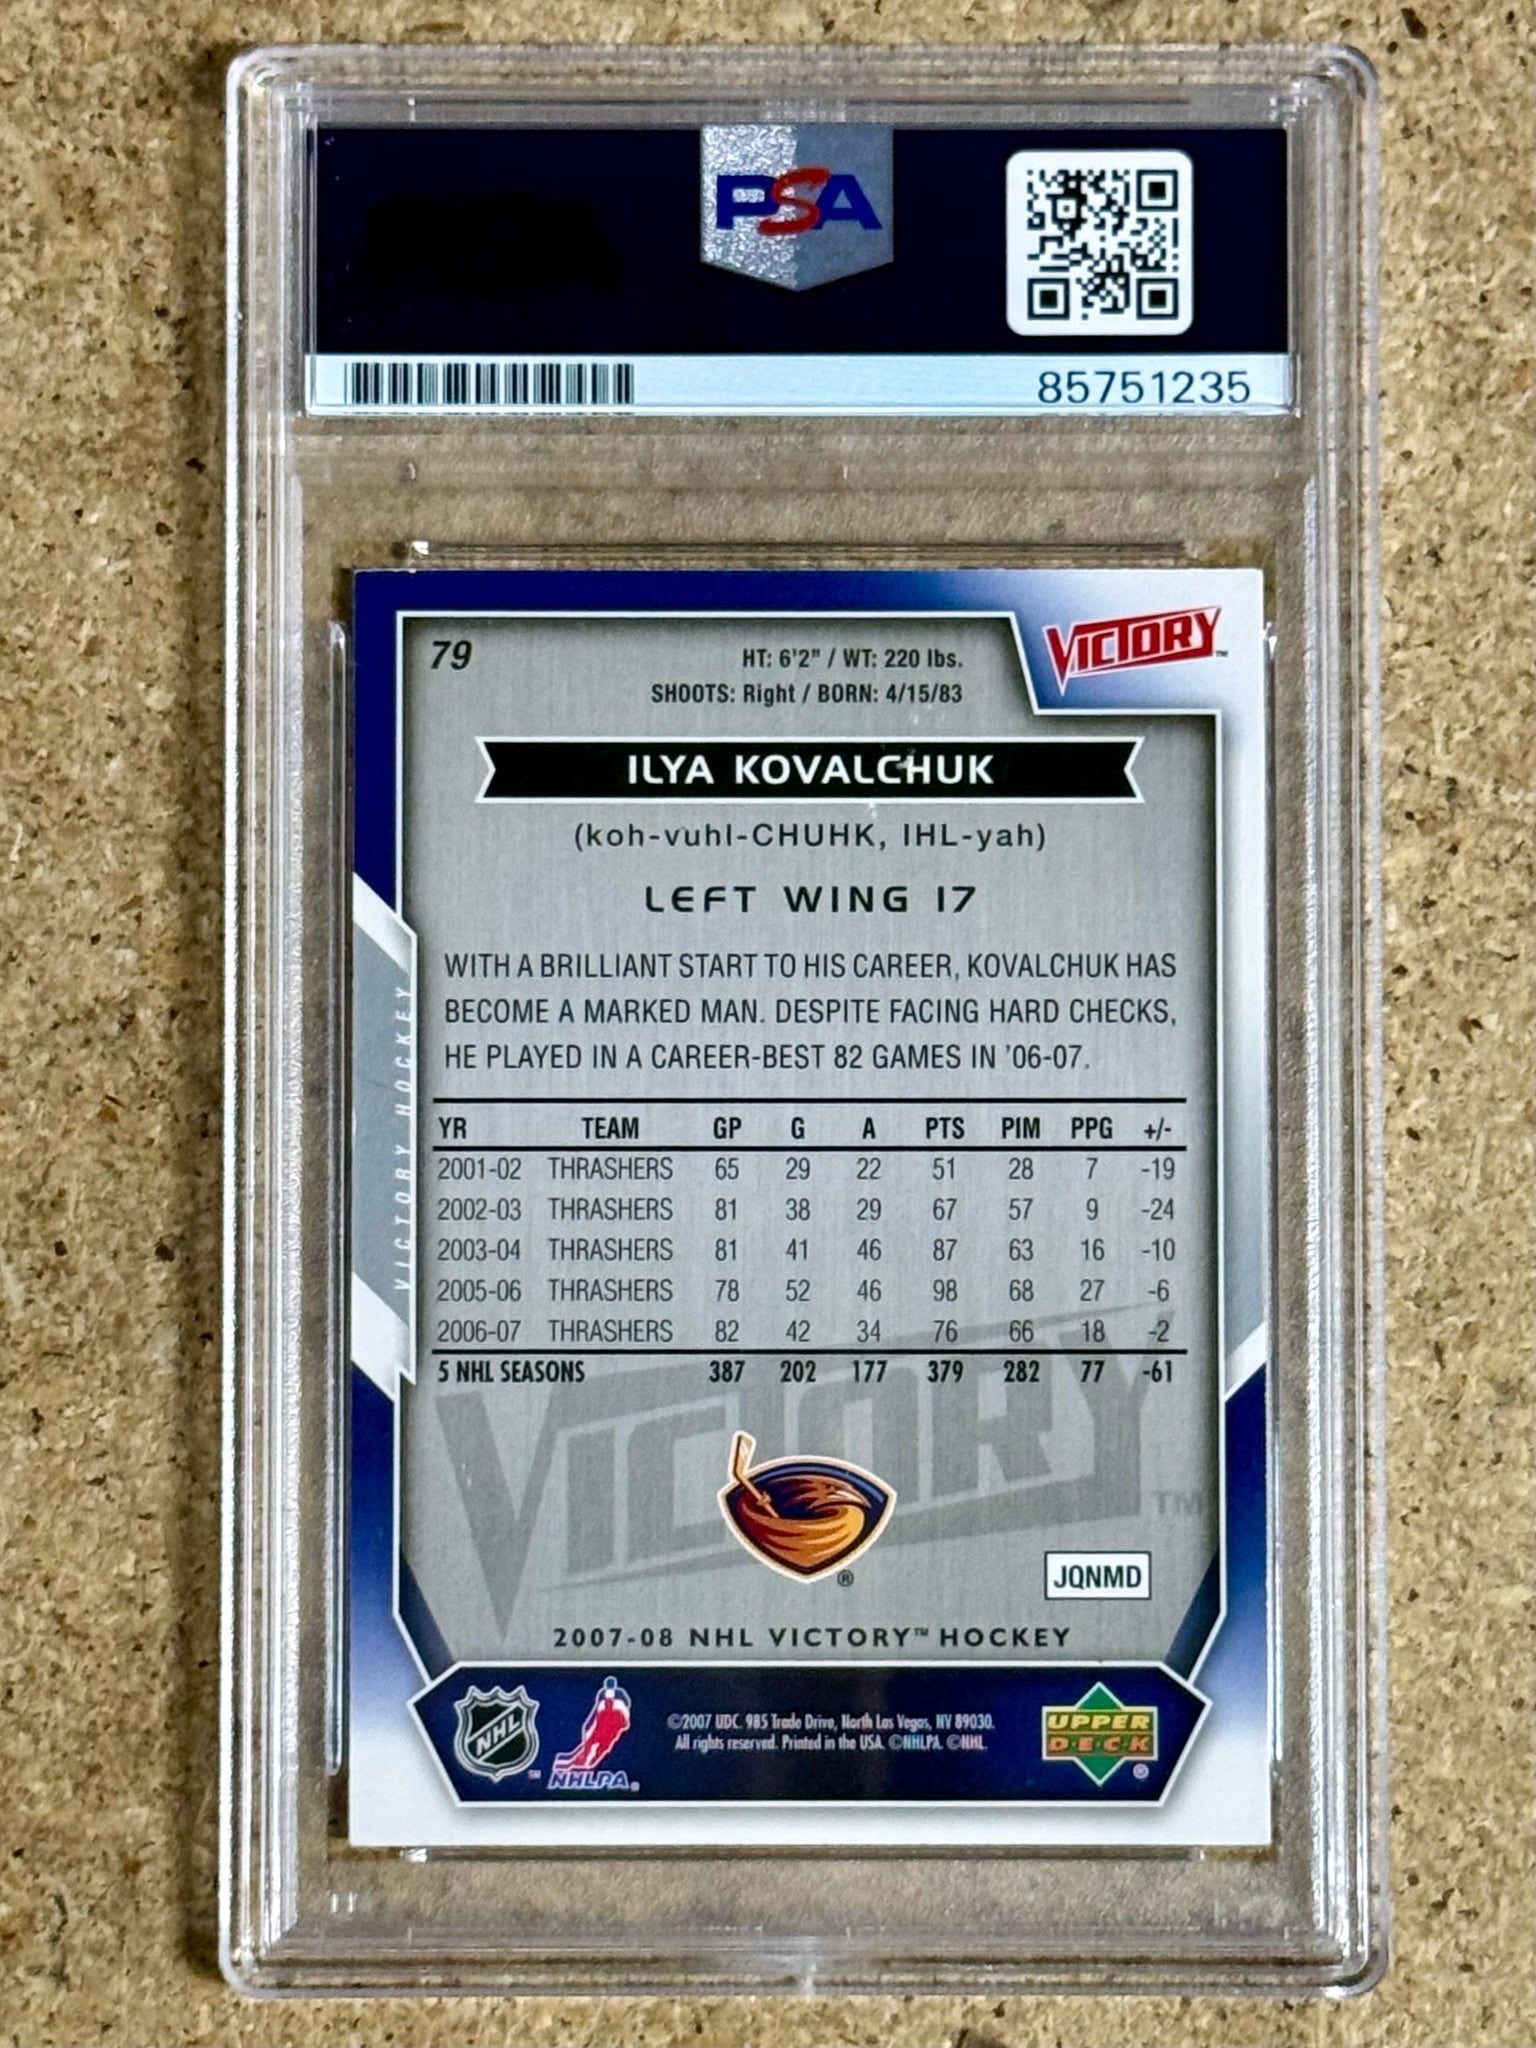 PSA
85751235
79
HT: 6'2" / WT: 220 lbs.
SHOOTS: Right / BORN: 4/15/83
VICTORY™
ILYA KOVALCHUK
(koh-vuhl-CHUHK, IHL-yah)
LEFT WING 17
WITH A BRILLIANT START TO HIS CAREER, KOVALCHUK HAS
BECOME A MARKED MAN. DESPITE FACING HARD CHECKS,
HE PLAYED IN A CAREER-BEST 82 GAMES IN '06-07.
VICTORY HOCKEY
YR TEAM GP G A PTS PIM PPG +/-
2001-02 THRASHERS 65 29 22 51 28 7 -19
2002-03 THRASHERS 81 38 29 67 57 9 -24
2003-04 THRASHERS 81 41 46 87 63 16 -10
2005-06 THRASHERS 78 52 46 98 68 27 -6
2006-07 THRASHERS 82 42 34 76 66 18 -2
5 NHL SEASONS 387 202 177 379 282 77 -61
VICTORY™
®
JQNMD
2007-08 NHL VICTORY™ HOCKEY
NHL™
NHLPA®
©2007 UDC. 985 Trade Drive, North Las Vegas, NV 89030.
All rights reserved. Printed in the USA. ©NHLPA. ©NHL.
UPPER
D·E·C·K®